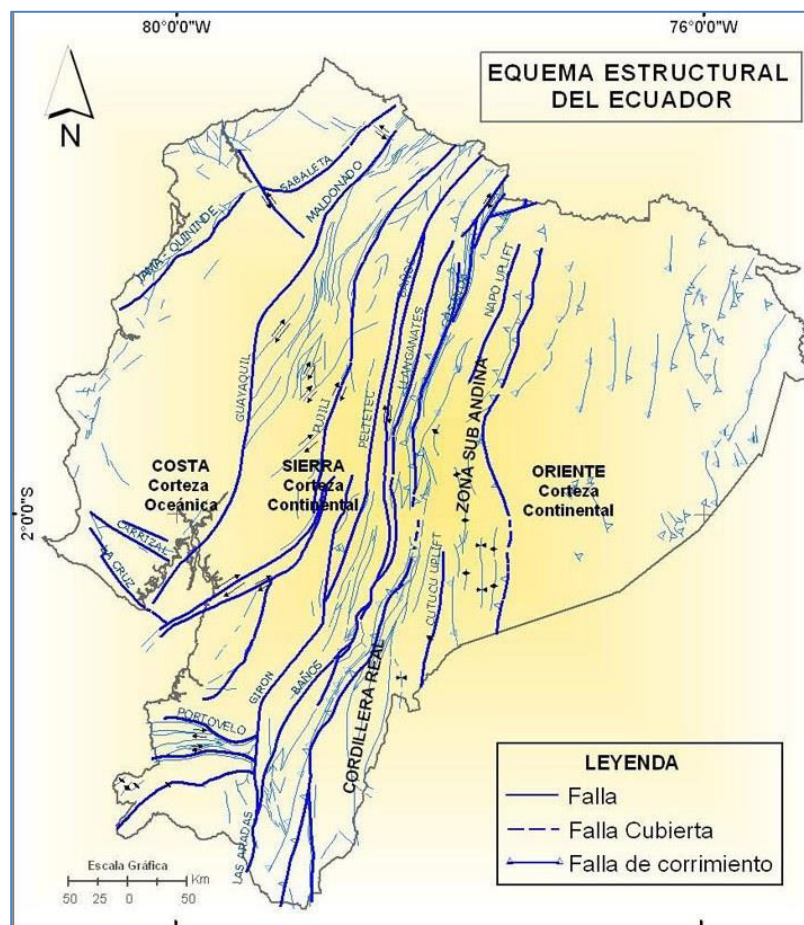 80°0'0"W
76°0'0"W
EQUEMA ESTRUCTURAL
DEL ECUADOR
N
SABALETA
MALDONADO
JAMA - QUININDE
BAÑOS
LLANGANATES
COSANGA
NAPO UPLIFT
GUAYAQUIL
PUJILI
PELTETEC
ZONA SUB ANDINA
COSTA
Corteza
Oceánica
SIERRA
Corteza
Continental
ORIENTE
Corteza
Continental
2°0'0"S
CARRIZAL
LA CRUZ
CUTUCU UPLIFT
GIRON
BAÑOS
CORDILLERA REAL
PORTOVELO
LAS ARADAS
LEYENDA
Falla
Falla Cubierta
Falla de corrimiento
Escala Gráfica
Km
50 25 0 50